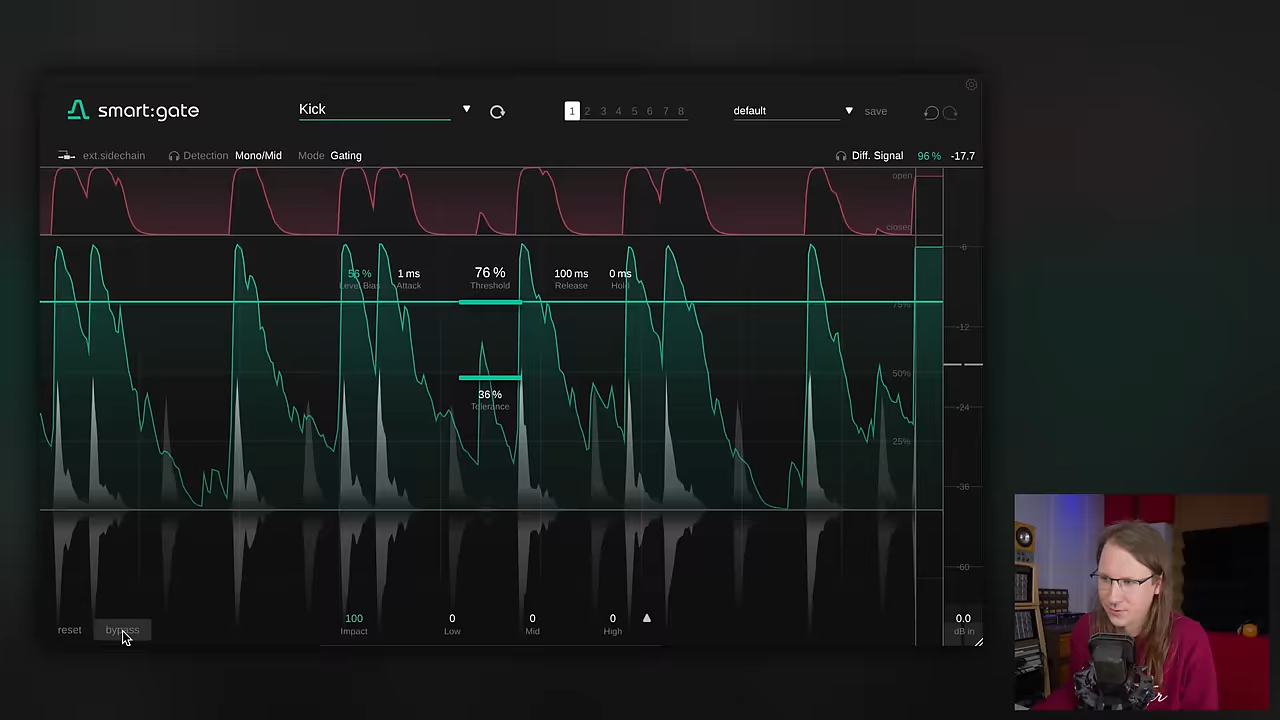 smart:gate
Kick
1 2 3 4 5 6 7 8
default
save
ext.sidechain
Detection Mono/Mid
Mode Gating
Diff. Signal 96 % -17.7
open
closed
-6
56 % 1 ms 76 % 100 ms 0 ms
Level Bias Attack Threshold Release Hold
75%
-12
50%
36 %
Tolerance
-24
25%
-36
-60
reset bypass
100 0 0 0 0.0
Impact Low Mid High dB in